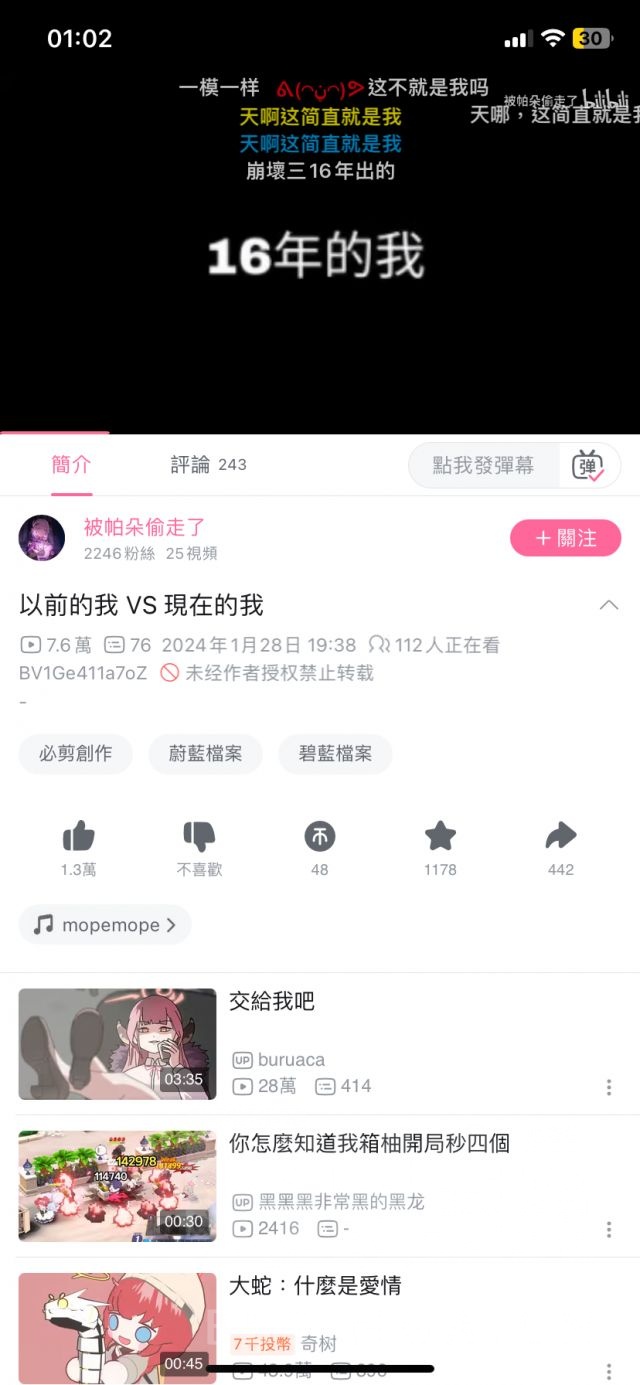 01:02
30
一模一样 这不就是我吗
被帕朵偷走了 bilibili
天啊这简直就是我
天哪，这简直就是我
天啊这简直就是我
崩壞三16年出的
16年的我
簡介
評論 243
點我發彈幕
弹
被帕朵偷走了
2246粉絲 25視頻
＋關注
以前的我 VS 現在的我
7.6萬 76 2024年1月28日 19:38 112人正在看
BV1Ge411a7oZ 未经作者授权禁止转载
-
必剪創作
蔚藍檔案
碧藍檔案
1.3萬
不喜歡
48
1178
442
mopemope
交給我吧
UP buruaca
28萬 414
03:35
你怎麼知道我箱柚開局秒四個
142978
114740
UP 黑黑黑非常黑的黑龙
2416 -
00:30
大蛇：什麼是愛情
7千投幣 奇树
00:45